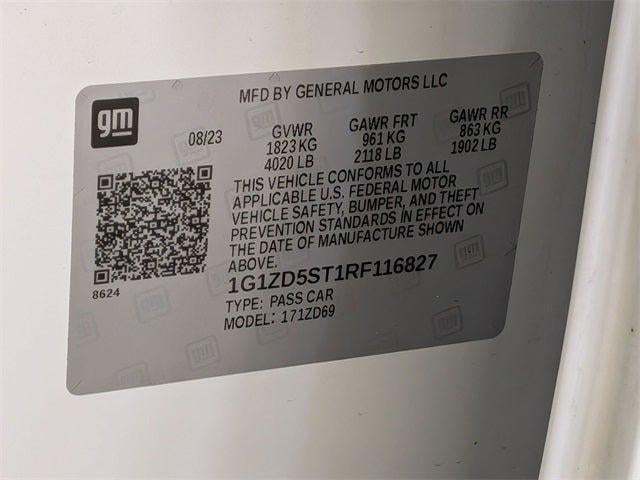 MFD BY GENERAL MOTORS LLC
gm
08/23 GVWR GAWR FRT GAWR RR
1823 KG 961 KG 863 KG
4020 LB 2118 LB 1902 LB
THIS VEHICLE CONFORMS TO ALL
APPLICABLE U.S. FEDERAL MOTOR
VEHICLE SAFETY, BUMPER, AND THEFT
PREVENTION STANDARDS IN EFFECT ON
THE DATE OF MANUFACTURE SHOWN
ABOVE.
8624
1G1ZD5ST1RF116827
TYPE: PASS CAR
MODEL: 171ZD69